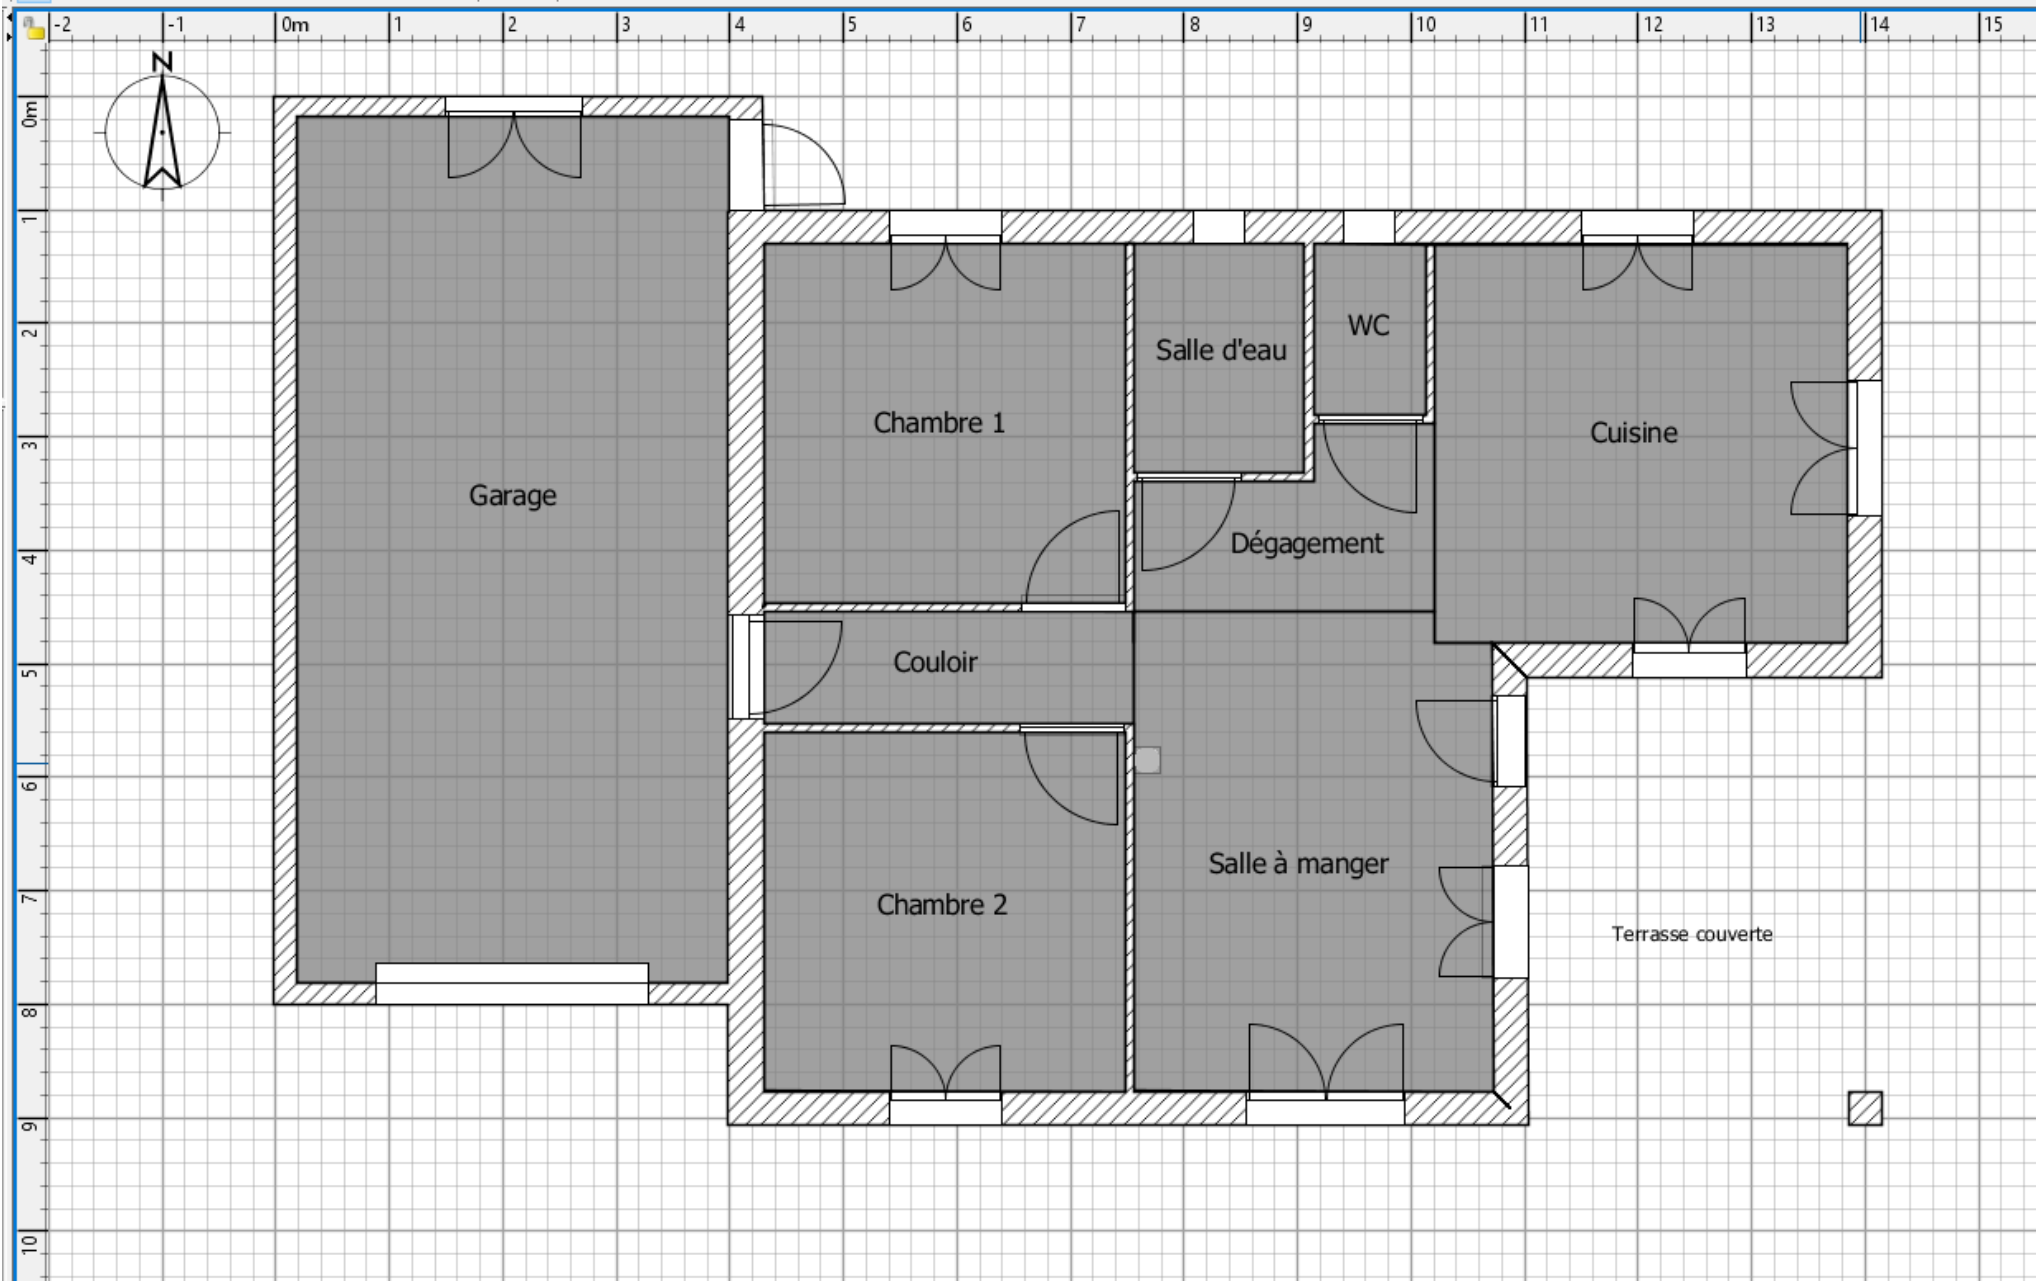 -2 -1 0m 1 2 3 4 5 6 7 8 9 10 11 12 13 14 15
N
0m
1
2
3
4
5
6
7
8
9
10
WC
Salle d'eau
Chambre 1
Cuisine
Garage
Dégagement
Couloir
Salle à manger
Chambre 2
Terrasse couverte